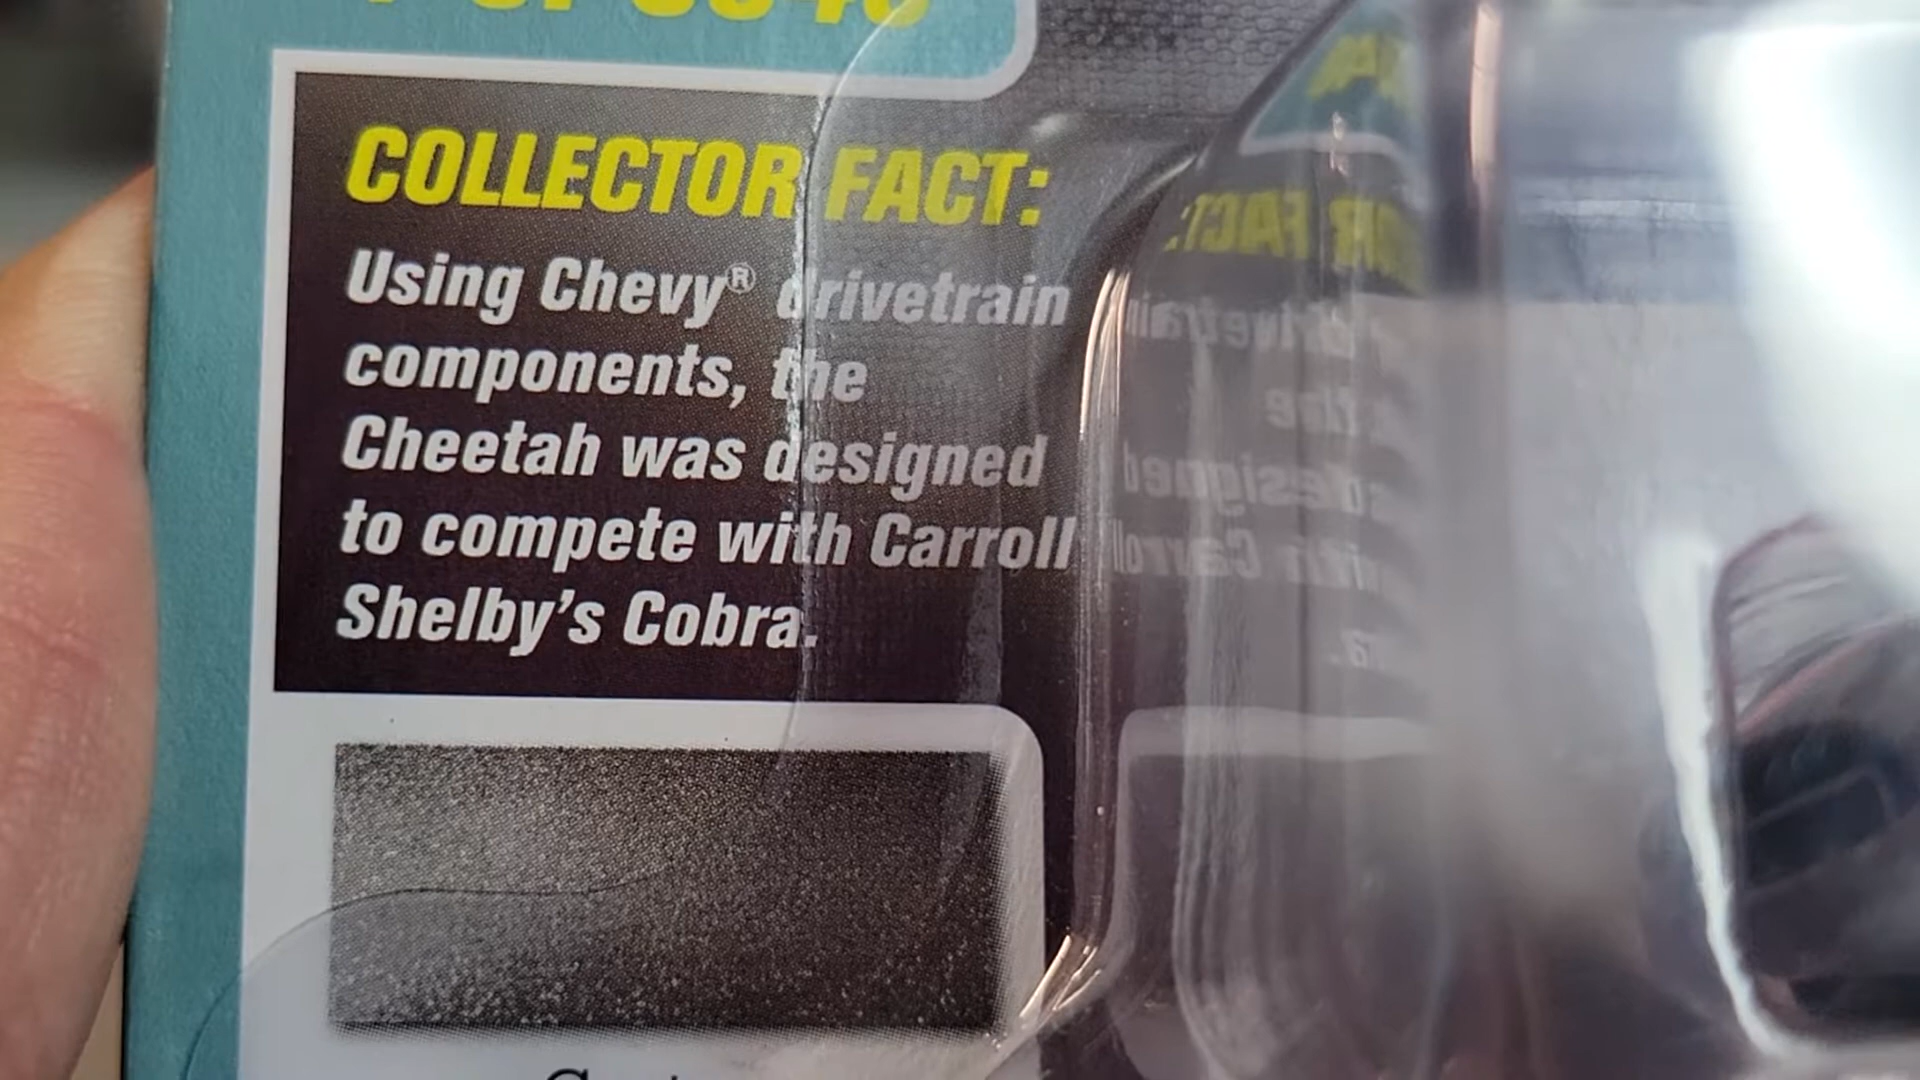 COLLECTOR FACT:
Using Chevy® drivetrain
components, the
Cheetah was designed
to compete with Carroll
Shelby's Cobra.